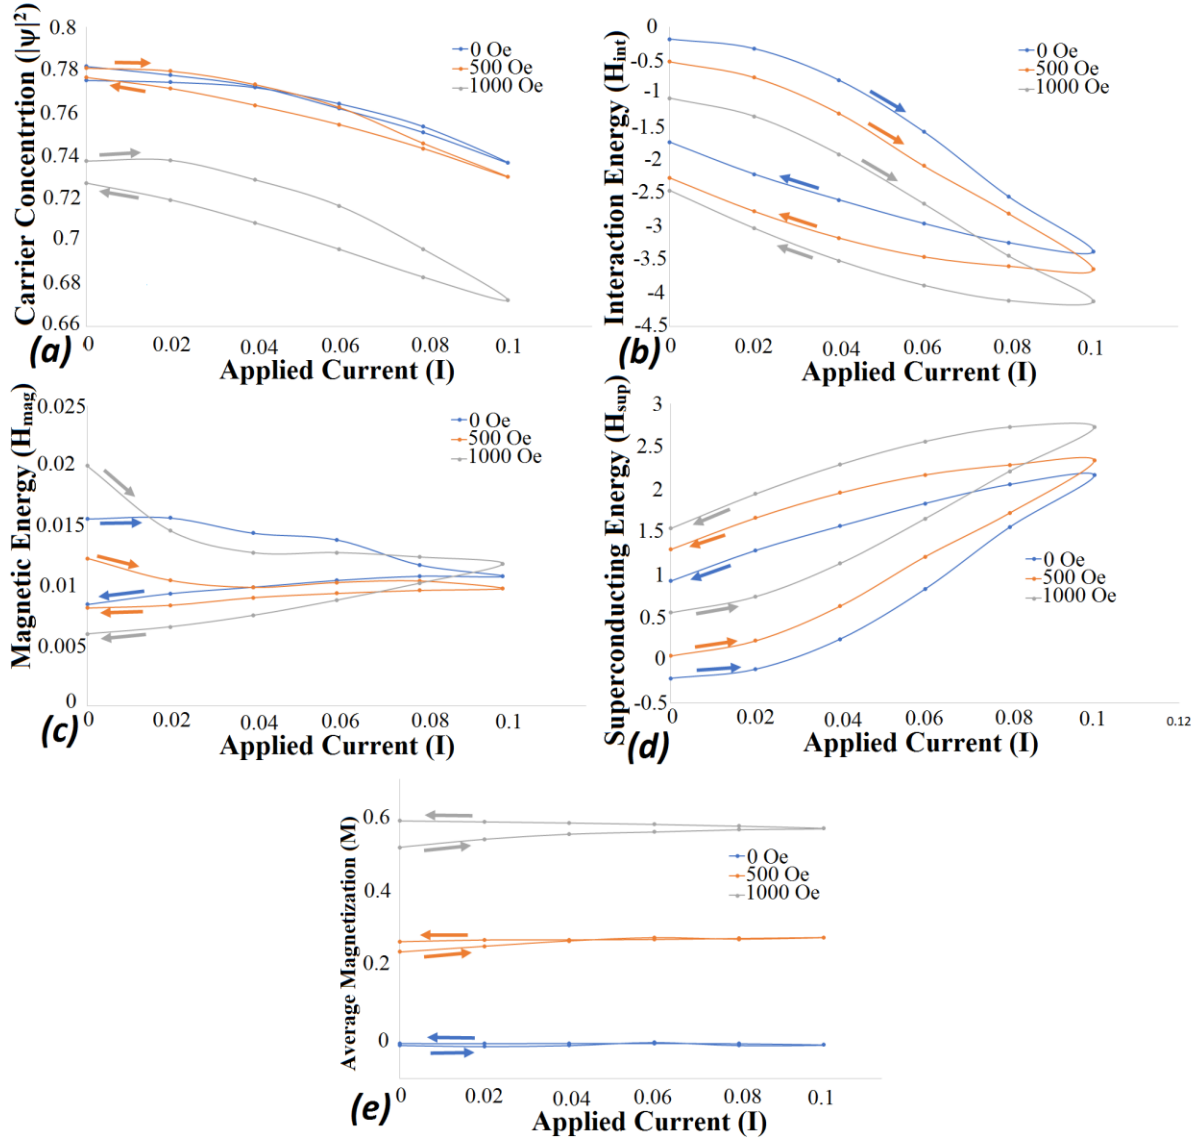 Carrier Concentrtion (|ψ|²)
0.8
0.78
0.76
0.74
0.72
0.7
0.68
0.66
0 Oe
500 Oe
1000 Oe
0 0.02 0.04 0.06 0.08 0.1
(a) Applied Current (I)
Interaction Energy (Hint)
0
-0.5
-1
-1.5
-2
-2.5
-3
-3.5
-4
-4.5
0 Oe
500 Oe
1000 Oe
0 0.02 0.04 0.06 0.08 0.1
(b) Applied Current (I)
Magnetic Energy (Hmag)
0.025
0.02
0.015
0.01
0.005
0
0 Oe
500 Oe
1000 Oe
0 0.02 0.04 0.06 0.08 0.1
(c) Applied Current (I)
Superconducting Energy (Hsup)
3
2.5
2
1.5
1
0.5
0
-0.5
0 Oe
500 Oe
1000 Oe
0 0.02 0.04 0.06 0.08 0.1 0.12
(d) Applied Current (I)
Average Magnetization (M)
0.6
0.4
0.2
0
0 Oe
500 Oe
1000 Oe
0 0.02 0.04 0.06 0.08 0.1
(e) Applied Current (I)